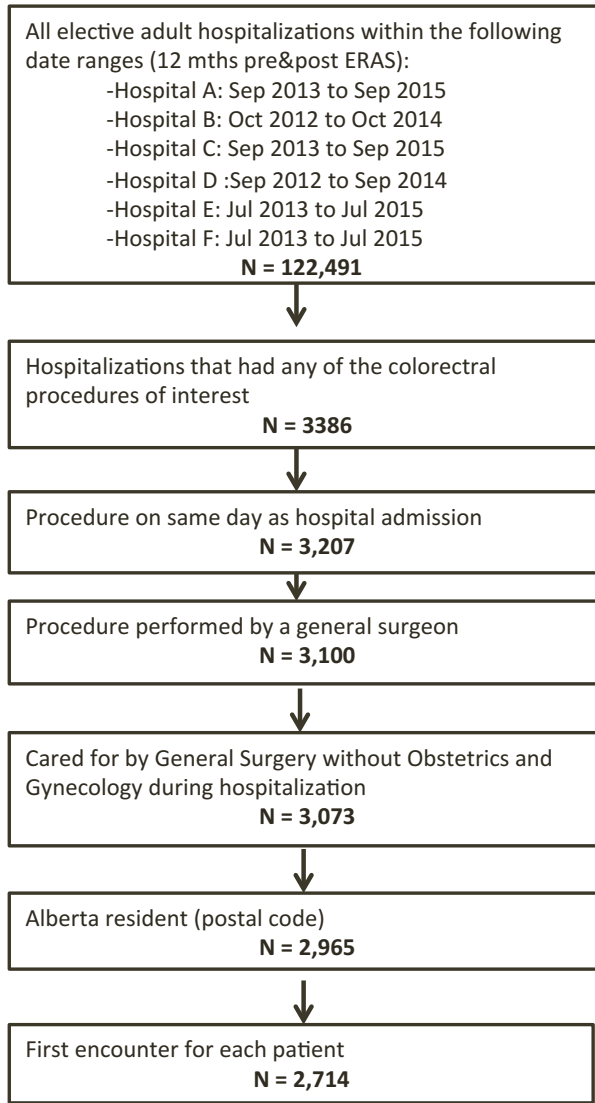 All elective adult hospitalizations within the following
date ranges (12 mths pre&post ERAS):
-Hospital A: Sep 2013 to Sep 2015
-Hospital B: Oct 2012 to Oct 2014
-Hospital C: Sep 2013 to Sep 2015
-Hospital D :Sep 2012 to Sep 2014
-Hospital E: Jul 2013 to Jul 2015
-Hospital F: Jul 2013 to Jul 2015
N = 122,491
Hospitalizations that had any of the colorectral
procedures of interest
N = 3386
Procedure on same day as hospital admission
N = 3,207
Procedure performed by a general surgeon
N = 3,100
Cared for by General Surgery without Obstetrics and
Gynecology during hospitalization
N = 3,073
Alberta resident (postal code)
N = 2,965
First encounter for each patient
N = 2,714